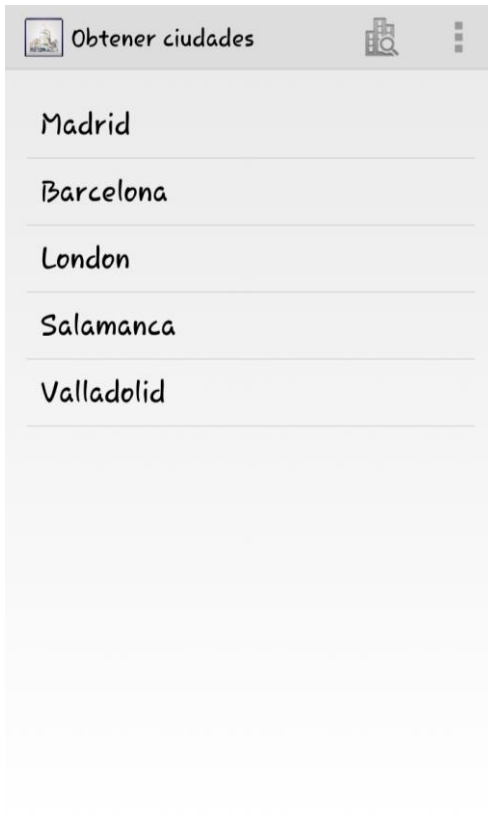 Obtener ciudades
Madrid
Barcelona
London
Salamanca
Valladolid